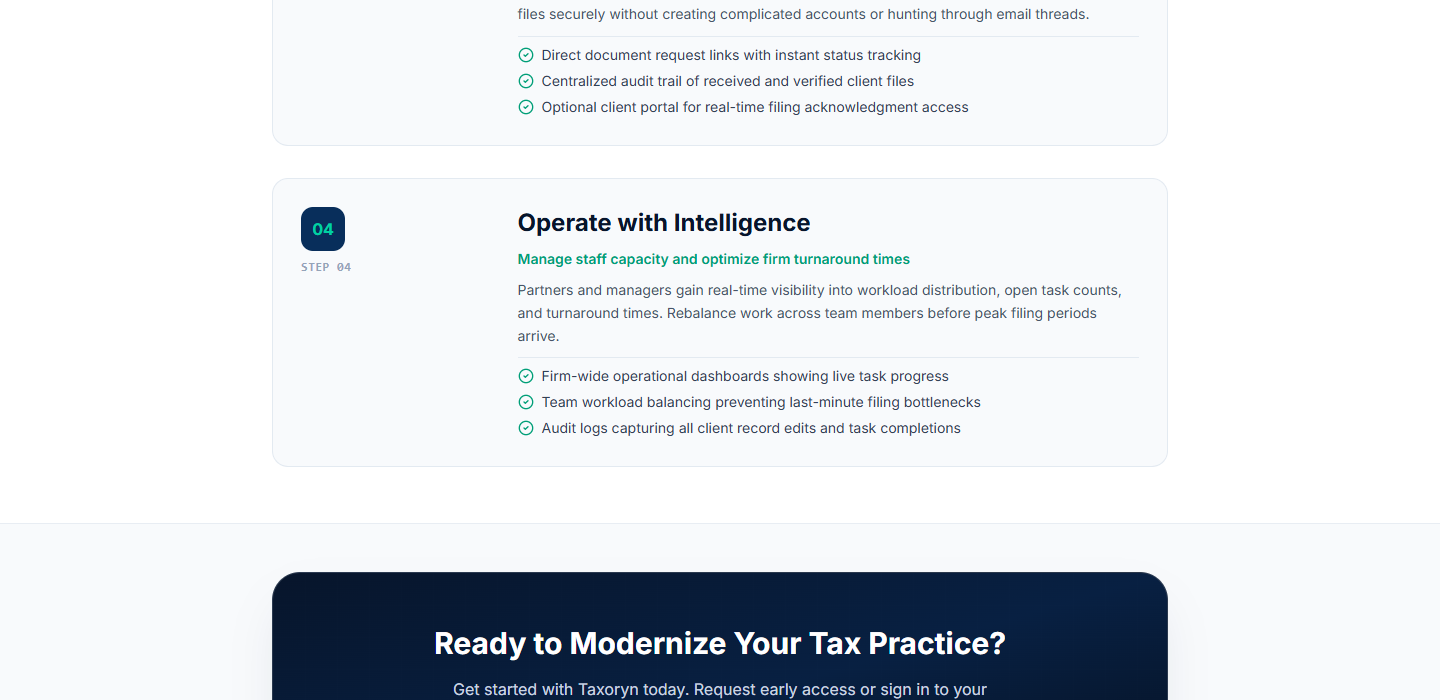 files securely without creating complicated accounts or hunting through email threads.
Direct document request links with instant status tracking
Centralized audit trail of received and verified client files
Optional client portal for real-time filing acknowledgment access
04
STEP 04
Operate with Intelligence
Manage staff capacity and optimize firm turnaround times
Partners and managers gain real-time visibility into workload distribution, open task counts,
and turnaround times. Rebalance work across team members before peak filing periods
arrive.
Firm-wide operational dashboards showing live task progress
Team workload balancing preventing last-minute filing bottlenecks
Audit logs capturing all client record edits and task completions
Ready to Modernize Your Tax Practice?
Get started with Taxoryn today. Request early access or sign in to your